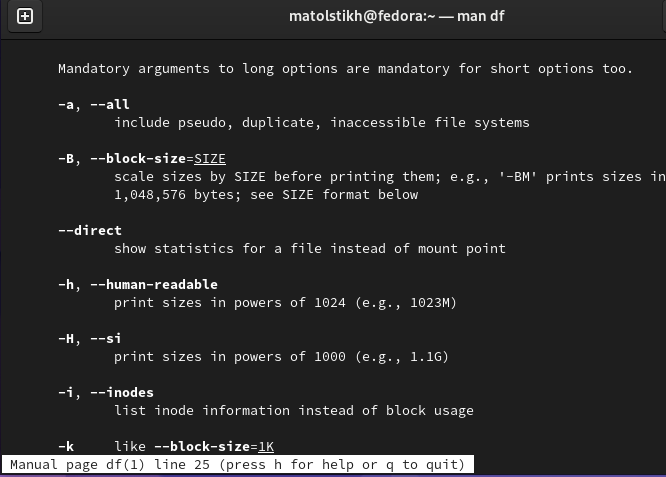 matolstikh@fedora:~ — man df
Mandatory arguments to long options are mandatory for short options too.
-a, --all
include pseudo, duplicate, inaccessible file systems
-B, --block-size=SIZE
scale sizes by SIZE before printing them; e.g., '-BM' prints sizes in
1,048,576 bytes; see SIZE format below
--direct
show statistics for a file instead of mount point
-h, --human-readable
print sizes in powers of 1024 (e.g., 1023M)
-H, --si
print sizes in powers of 1000 (e.g., 1.1G)
-i, --inodes
list inode information instead of block usage
-k     like --block-size=1K
Manual page df(1) line 25 (press h for help or q to quit)